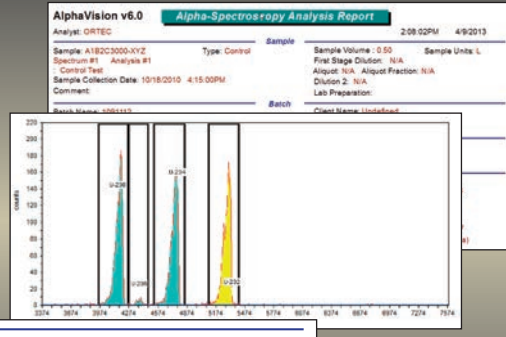 AlphaVision v6.0
Alpha-Spectroscopy Analysis Report
Analyst: ORTEC
2:08:02PM 4/9/2013
Sample
Sample: A1B2C3000-XYZ Type: Control Sample Volume : 0.50 Sample Units: L
Spectrum #1 Analysis #1 First Stage Dilution: N/A
: Control Test Aliquot: N/A Aliquot Fraction: N/A
Sample Collection Date: 10/18/2010 4:15:00PM Dilution 2: N/A
Comment: Lab Preparation:
Batch
Batch Name: Client Name: Undefined
220
200
180
160
140
120
100
80
60
40
20
0
counts
U-238
U-234
U-232
3374 3674 3974 4274 4574 4874 5174 5474 5774 6074 6374 6674 6974 7274 7574